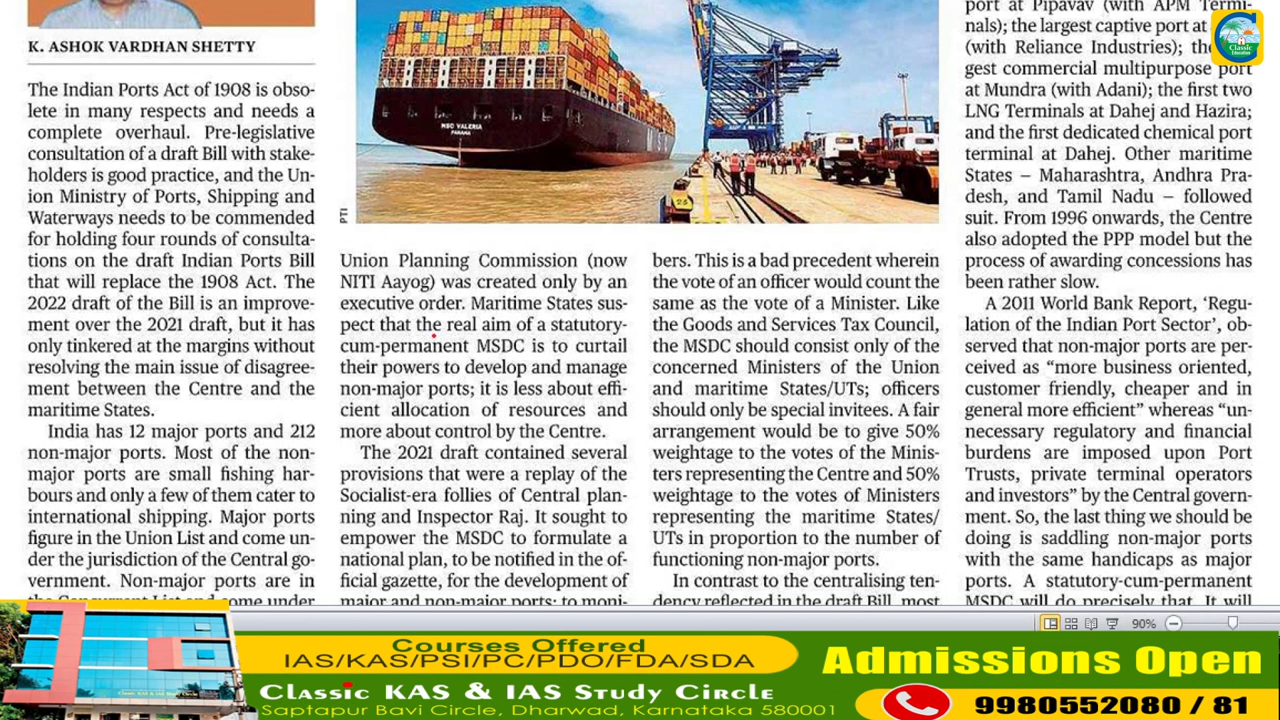 K. ASHOK VARDHAN SHETTY
The Indian Ports Act of 1908 is obso-
lete in many respects and needs a
complete overhaul. Pre-legislative
consultation of a draft Bill with stake-
holders is good practice, and the Un-
ion Ministry of Ports, Shipping and
Waterways needs to be commended
for holding four rounds of consulta-
tions on the draft Indian Ports Bill
that will replace the 1908 Act. The
2022 draft of the Bill is an improve-
ment over the 2021 draft, but it has
only tinkered at the margins without
resolving the main issue of disagree-
ment between the Centre and the
maritime States.
India has 12 major ports and 212
non-major ports. Most of the non-
major ports are small fishing har-
bours and only a few of them cater to
international shipping. Major ports
figure in the Union List and come un-
der the jurisdiction of the Central go-
vernment. Non-major ports are in
the Concurrent List and come under
MSC VALERIA
PANAMA
25
PTI
Union Planning Commission (now
NITI Aayog) was created only by an
executive order. Maritime States sus-
pect that the real aim of a statutory-
cum-permanent MSDC is to curtail
their powers to develop and manage
non-major ports; it is less about effi-
cient allocation of resources and
more about control by the Centre.
The 2021 draft contained several
provisions that were a replay of the
Socialist-era follies of Central plan-
ning and Inspector Raj. It sought to
empower the MSDC to formulate a
national plan, to be notified in the of-
ficial gazette, for the development of
major and non-major ports; to moni-
bers. This is a bad precedent wherein
the vote of an officer would count the
same as the vote of a Minister. Like
the Goods and Services Tax Council,
the MSDC should consist only of the
concerned Ministers of the Union
and maritime States/UTs; officers
should only be special invitees. A fair
arrangement would be to give 50%
weightage to the votes of the Minis-
ters representing the Centre and 50%
weightage to the votes of Ministers
representing the maritime States/
UTs in proportion to the number of
functioning non-major ports.
In contrast to the centralising ten-
dency reflected in the draft Bill, most
port at Pipavav (with APM Termi-
nals); the largest captive port at
(with Reliance Industries); the
gest commercial multipurpose port
at Mundra (with Adani); the first two
LNG Terminals at Dahej and Hazira;
and the first dedicated chemical port
terminal at Dahej. Other maritime
States – Maharashtra, Andhra Pra-
desh, and Tamil Nadu – followed
suit. From 1996 onwards, the Centre
also adopted the PPP model but the
process of awarding concessions has
been rather slow.
A 2011 World Bank Report, ‘Regu-
lation of the Indian Port Sector’, ob-
served that non-major ports are per-
ceived as “more business oriented,
customer friendly, cheaper and in
general more efficient” whereas “un-
necessary regulatory and financial
burdens are imposed upon Port
Trusts, private terminal operators
and investors” by the Central govern-
ment. So, the last thing we should be
doing is saddling non-major ports
with the same handicaps as major
ports. A statutory-cum-permanent
MSDC will do precisely that. It will
Classic
Education
90%
Courses Offered
IAS/KAS/PSI/PC/PDO/FDA/SDA
Classic KAS & IAS Study Circle
Saptapur Bavi Circle, Dharwad, Karnataka 580001
Admissions Open
9980552080 / 81